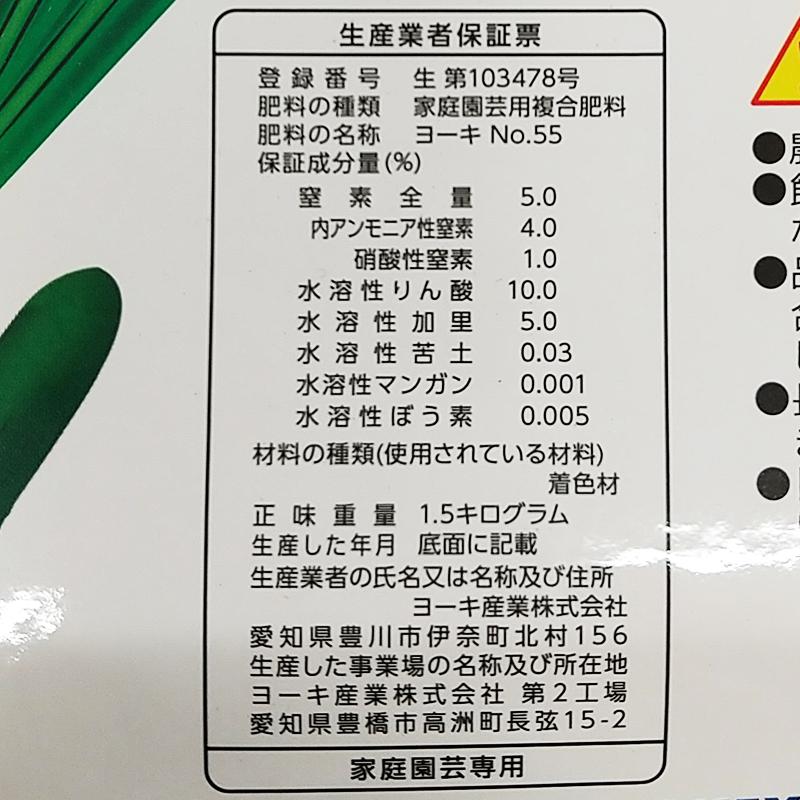 生産業者保証票
登録番号 生第103478号
肥料の種類 家庭園芸用複合肥料
肥料の名称 ヨーキ No.55
保証成分量(%)
窒素全量 5.0
内アンモニア性窒素 4.0
硝酸性窒素 1.0
水溶性りん酸 10.0
水溶性加里 5.0
水溶性苦土 0.03
水溶性マンガン 0.001
水溶性ほう素 0.005
材料の種類(使用されている材料)
着色材
正味重量 1.5キログラム
生産した年月 底面に記載
生産業者の氏名又は名称及び住所
ヨーキ産業株式会社
愛知県豊川市伊奈町北村156
生産した事業場の名称及び所在地
ヨーキ産業株式会社 第2工場
愛知県豊橋市高洲町長弦15-2
家庭園芸専用